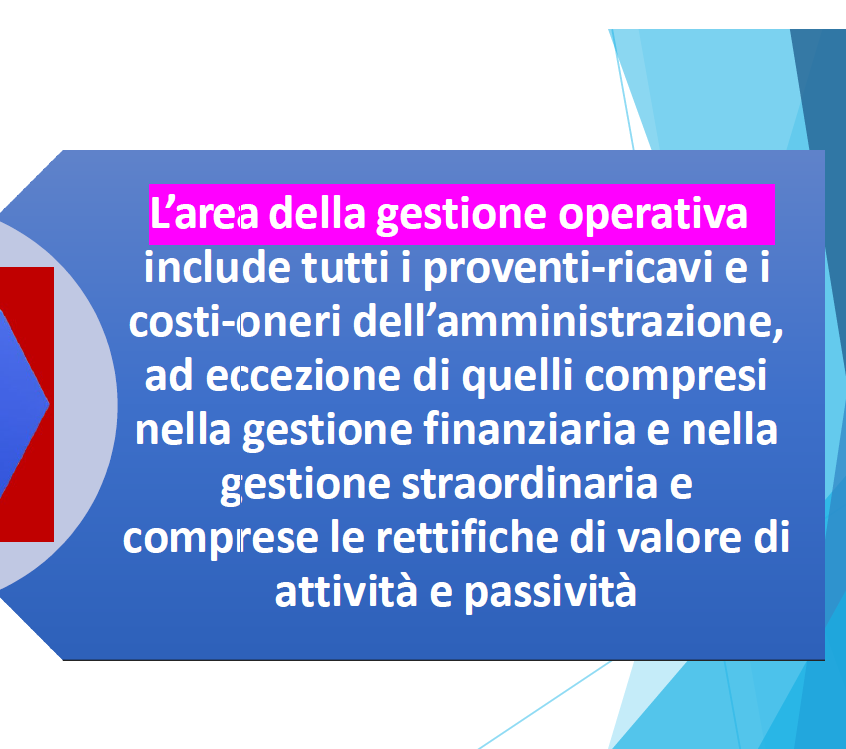 L’area della gestione operativa
include tutti i proventi-ricavi e i
costi-oneri dell’amministrazione,
ad eccezione di quelli compresi
nella gestione finanziaria e nella
gestione straordinaria e
comprese le rettifiche di valore di
attività e passività